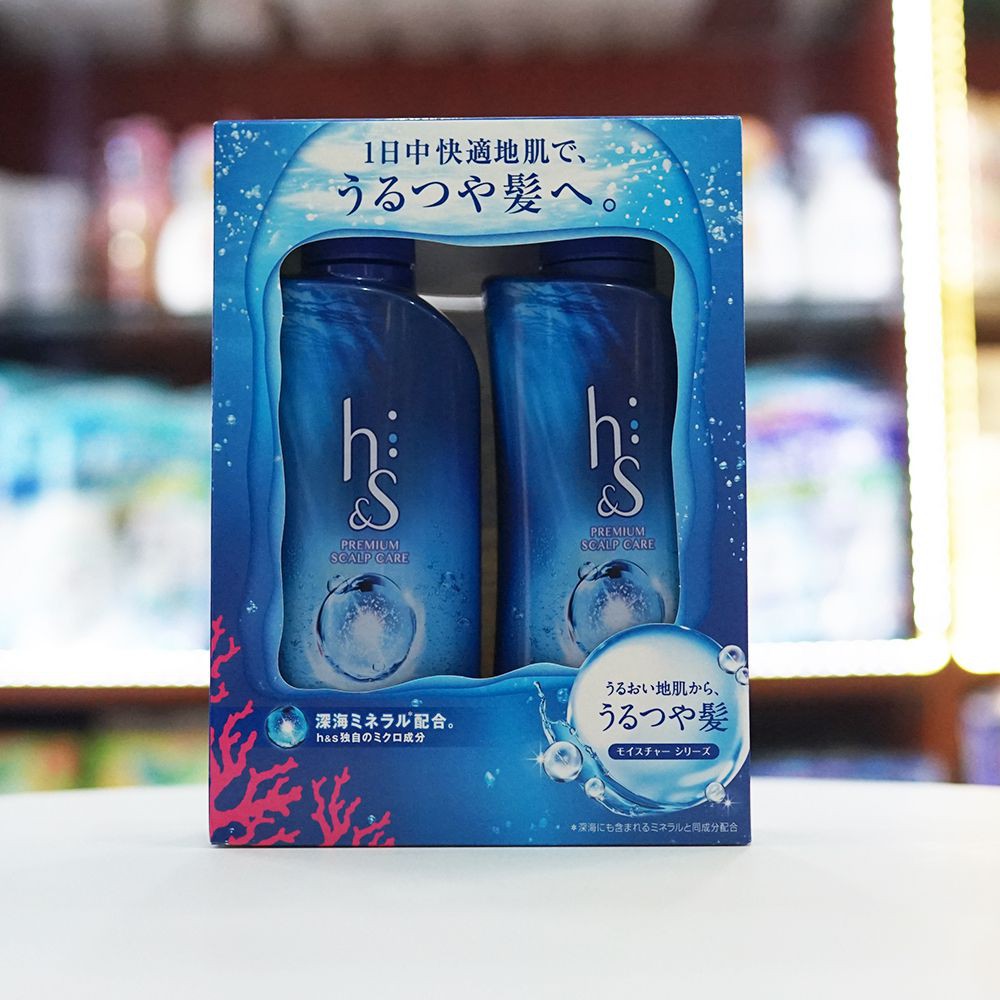 1日中快適地肌で、
うるつや髪へ。
h
&S
PREMIUM
SCALP CARE
h
&S
PREMIUM
SCALP CARE
深海ミネラル*配合。
h&s独自のミクロ成分
うるおい地肌から、
うるつや髪
モイスチャー シリーズ
*深海にも含まれるミネラルと同成分配合